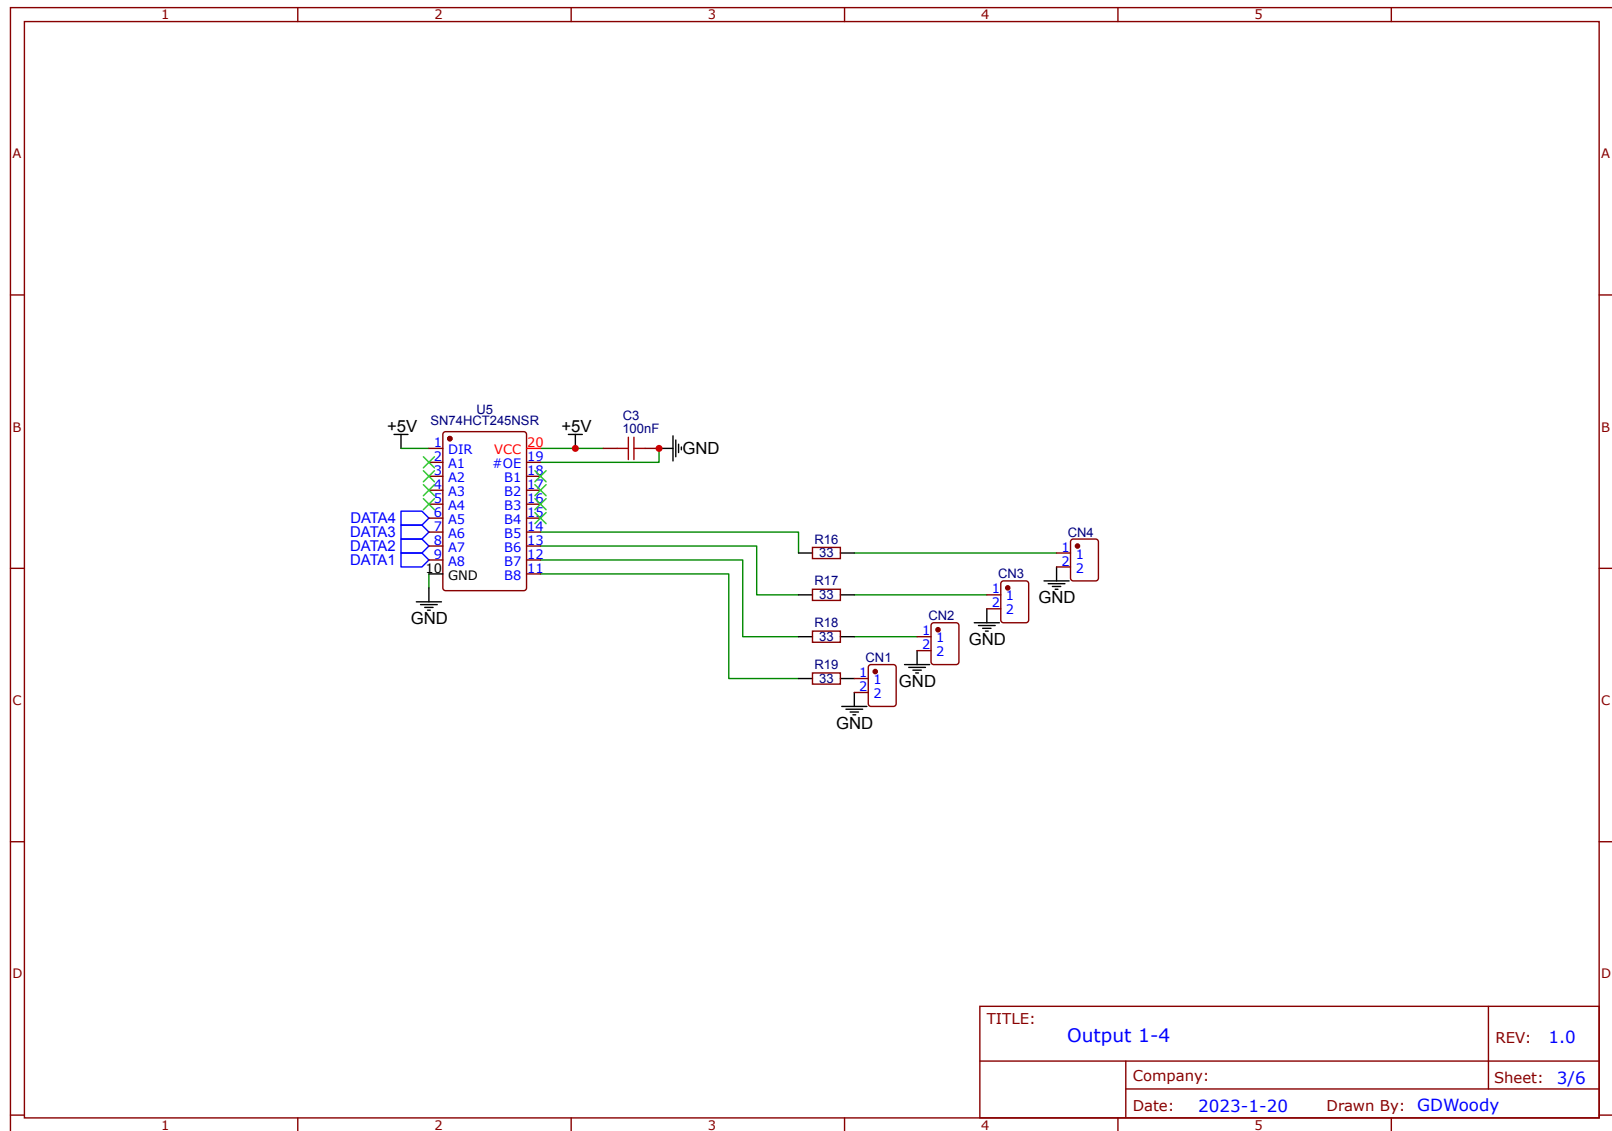 1 2 3 4 5
A A
B B
C C
D D
U5
SN74HCT245NSR
+5V
+5V
C3
100nF
GND
1 DIR VCC 20
2 A1 #OE 19
3 A2 B1 18
4 A3 B2 17
5 A4 B3 16
DATA4 6 A5 B4 15
DATA3 7 A6 B5 14
DATA2 8 A7 B6 13
DATA1 9 A8 B7 12
10 GND B8 11
GND
R16
33
CN4
1 1
2 2
GND
R17
33
CN3
1 1
2 2
GND
R18
33
CN2
1 1
2 2
GND
R19
33
CN1
1 1
2 2
GND
TITLE:
Output 1-4
REV: 1.0
Company:
Sheet: 3/6
Date: 2023-1-20 Drawn By: GDWoody
1 2 3 4 5